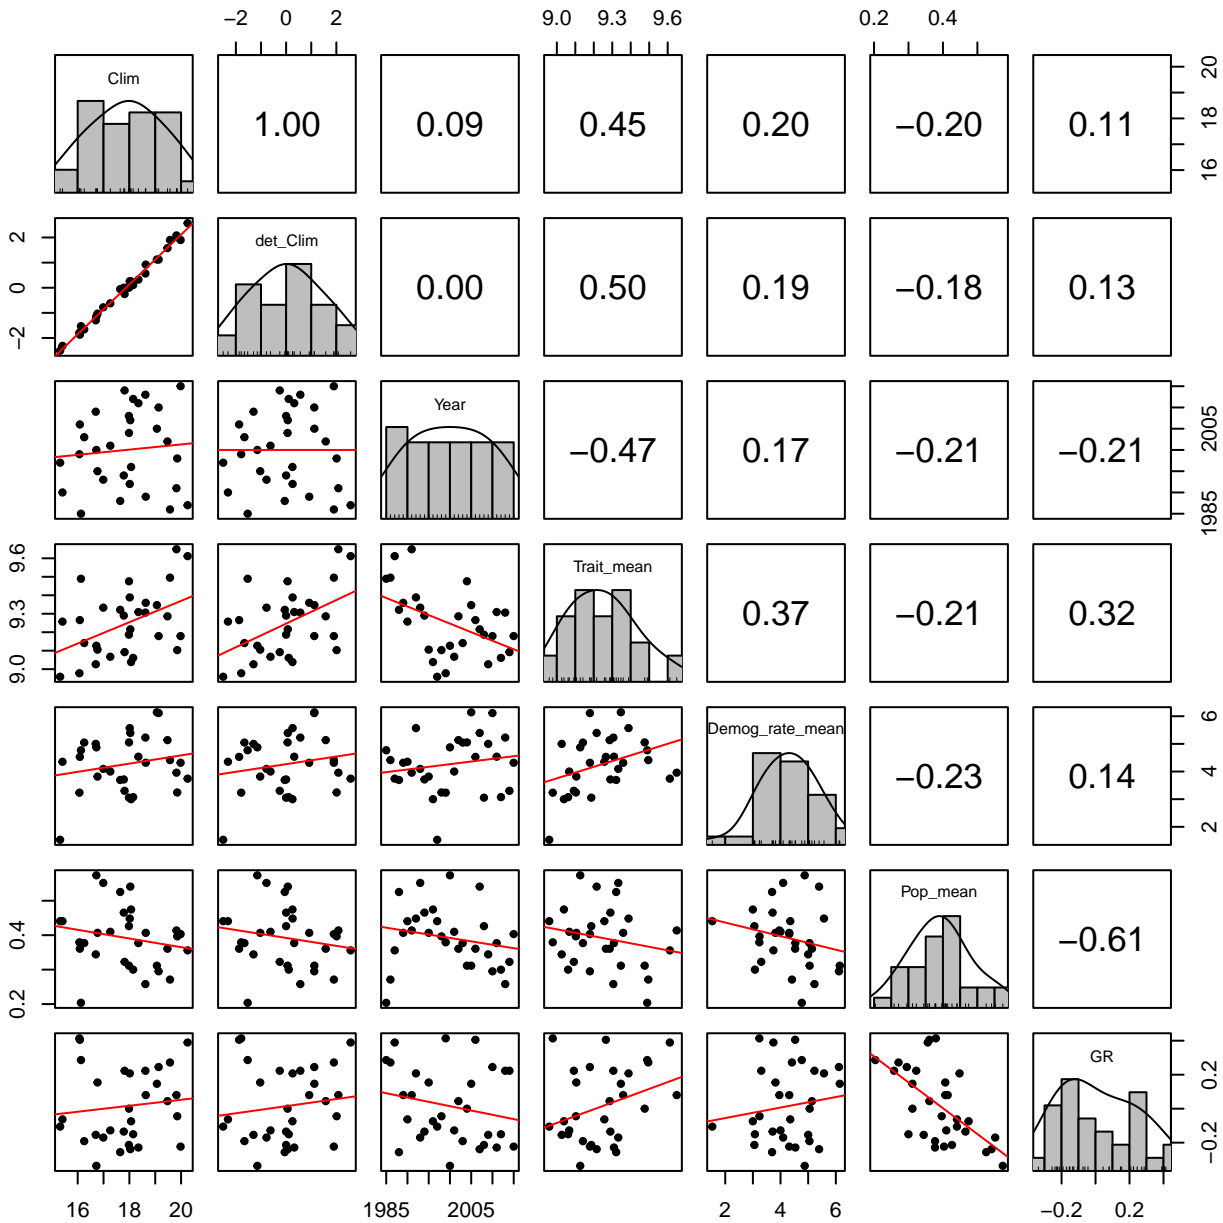 −2 0 2 9.0 9.3 9.6 0.2 0.4
Clim 1.00 0.09 0.45 0.20 −0.20 0.11 16 18 20
−2 0 2 det_Clim 0.00 0.50 0.19 −0.18 0.13
Year −0.47 0.17 −0.21 −0.21 1985 2005
9.0 9.3 9.6 Trait_mean 0.37 −0.21 0.32
Demog_rate_mean −0.23 0.14 2 4 6
0.2 0.4 Pop_mean −0.61
GR −0.2 0.2
16 18 20 1985 2005 2 4 6 −0.2 0.2